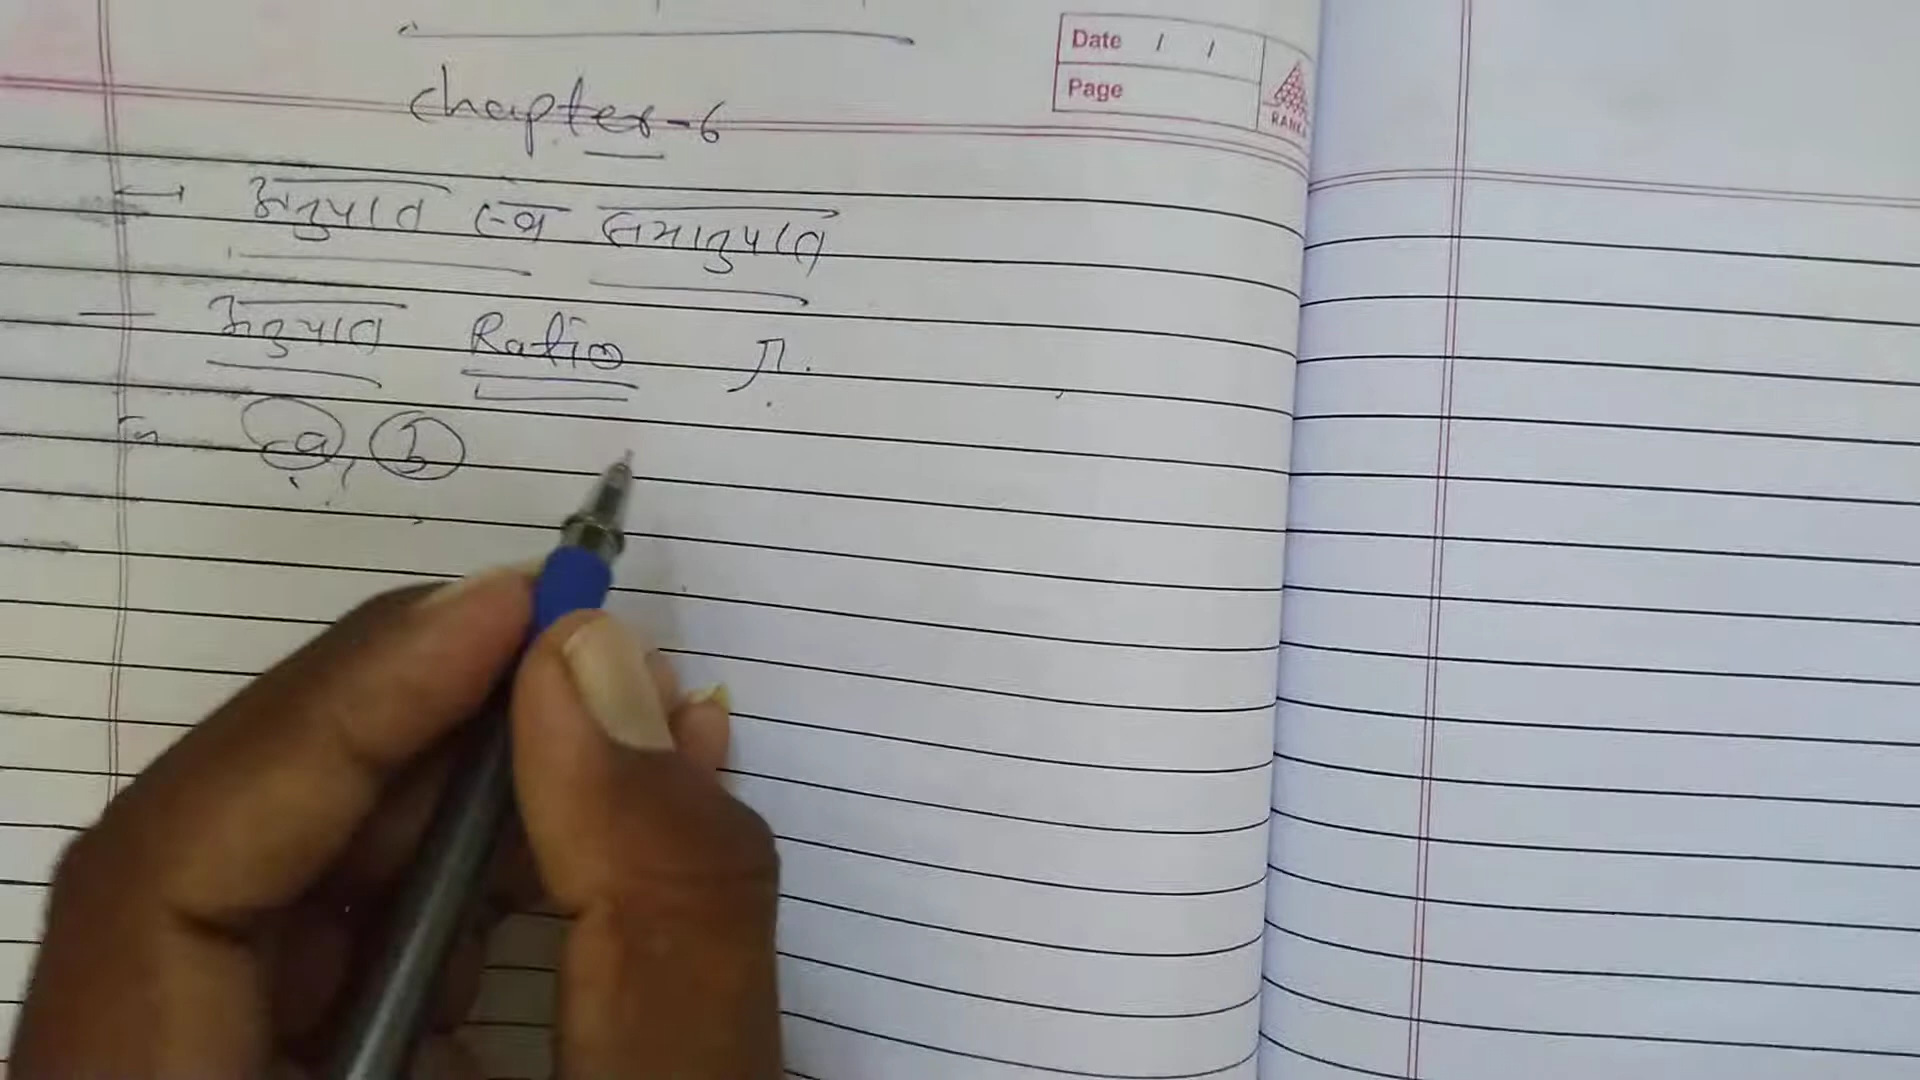 Date / /
Page
Chapter-6
अनुपात एवं समानुपात
अनुपात Ratio
a, b